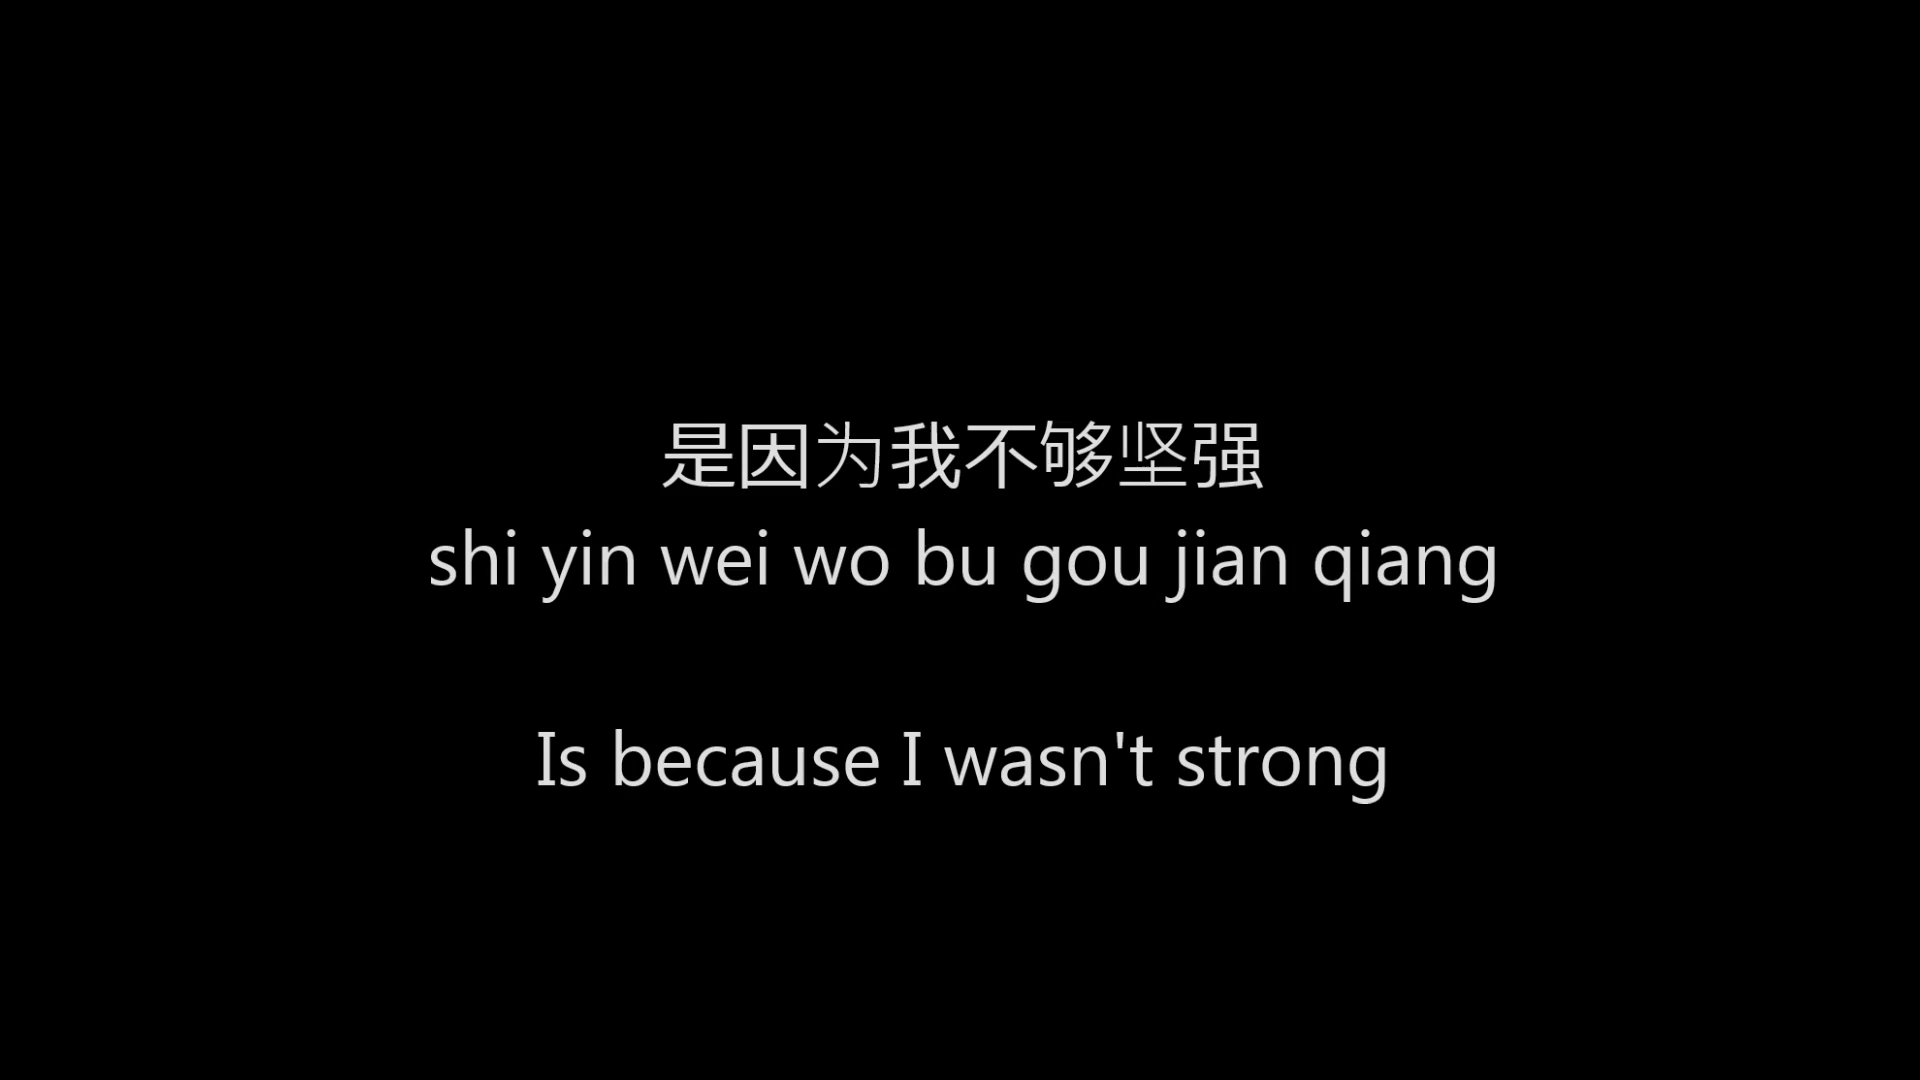 是因为我不够坚强
shi yin wei wo bu gou jian qiang
Is because I wasn't strong